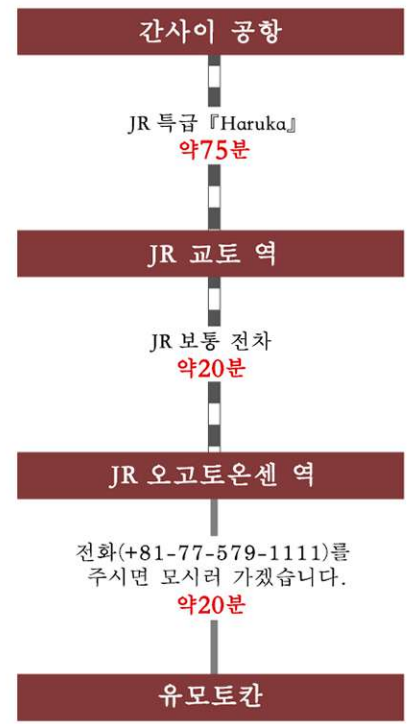 간사이 공항
JR 특급『Haruka』
약75분
JR 교토 역
JR 보통 전차
약20분
JR 오고토온센 역
전화(+81-77-579-1111)를
주시면 모시러 가겠습니다.
약20분
유모토칸